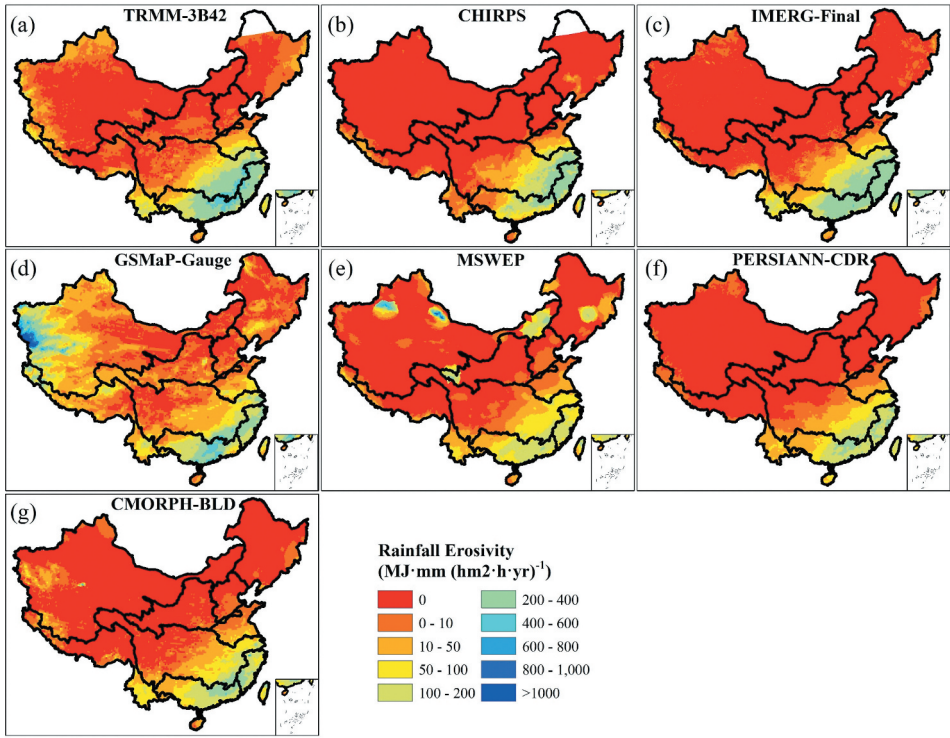 (a) TRMM-3B42
(b) CHIRPS
(c) IMERG-Final
(d) GSMaP-Gauge
(e) MSWEP
(f) PERSIANN-CDR
(g) CMORPH-BLD
Rainfall Erosivity
(MJ·mm (hm2·h·yr)⁻¹)
0
0 - 10
10 - 50
50 - 100
100 - 200
200 - 400
400 - 600
600 - 800
800 - 1,000
>1000